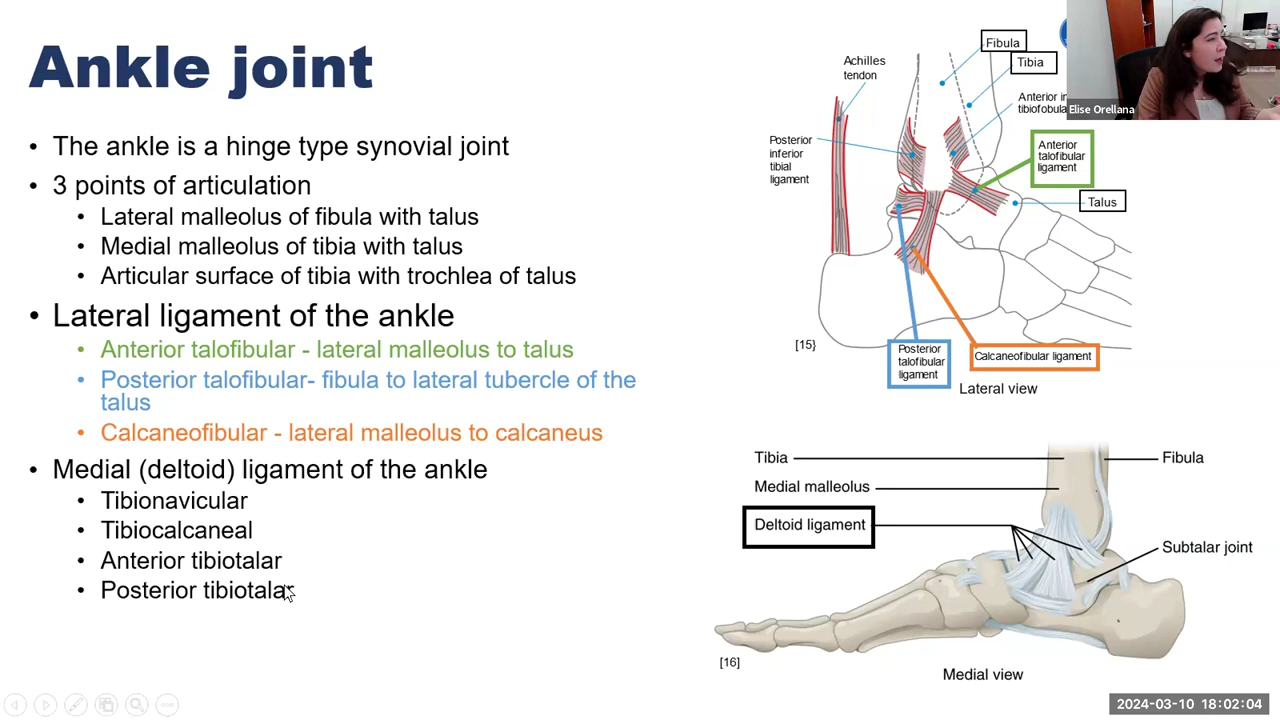 Ankle joint
• The ankle is a hinge type synovial joint
• 3 points of articulation
• Lateral malleolus of fibula with talus
• Medial malleolus of tibia with talus
• Articular surface of tibia with trochlea of talus
• Lateral ligament of the ankle
• Anterior talofibular - lateral malleolus to talus
• Posterior talofibular- fibula to lateral tubercle of the
talus
• Calcaneofibular - lateral malleolus to calcaneus
• Medial (deltoid) ligament of the ankle
• Tibionavicular
• Tibiocalcaneal
• Anterior tibiotalar
• Posterior tibiotalar
Fibula
Tibia
Achilles
tendon
Anterior
tibiofobula
Posterior
inferior
tibial
ligament
Anterior
talofibular
ligament
Talus
[15]
Posterior
talofibular
ligament
Calcaneofibular ligament
Lateral view
Tibia
Fibula
Medial malleolus
Deltoid ligament
Subtalar joint
[16]
Medial view
Elise Orellana
2024-03-10 18:02:04